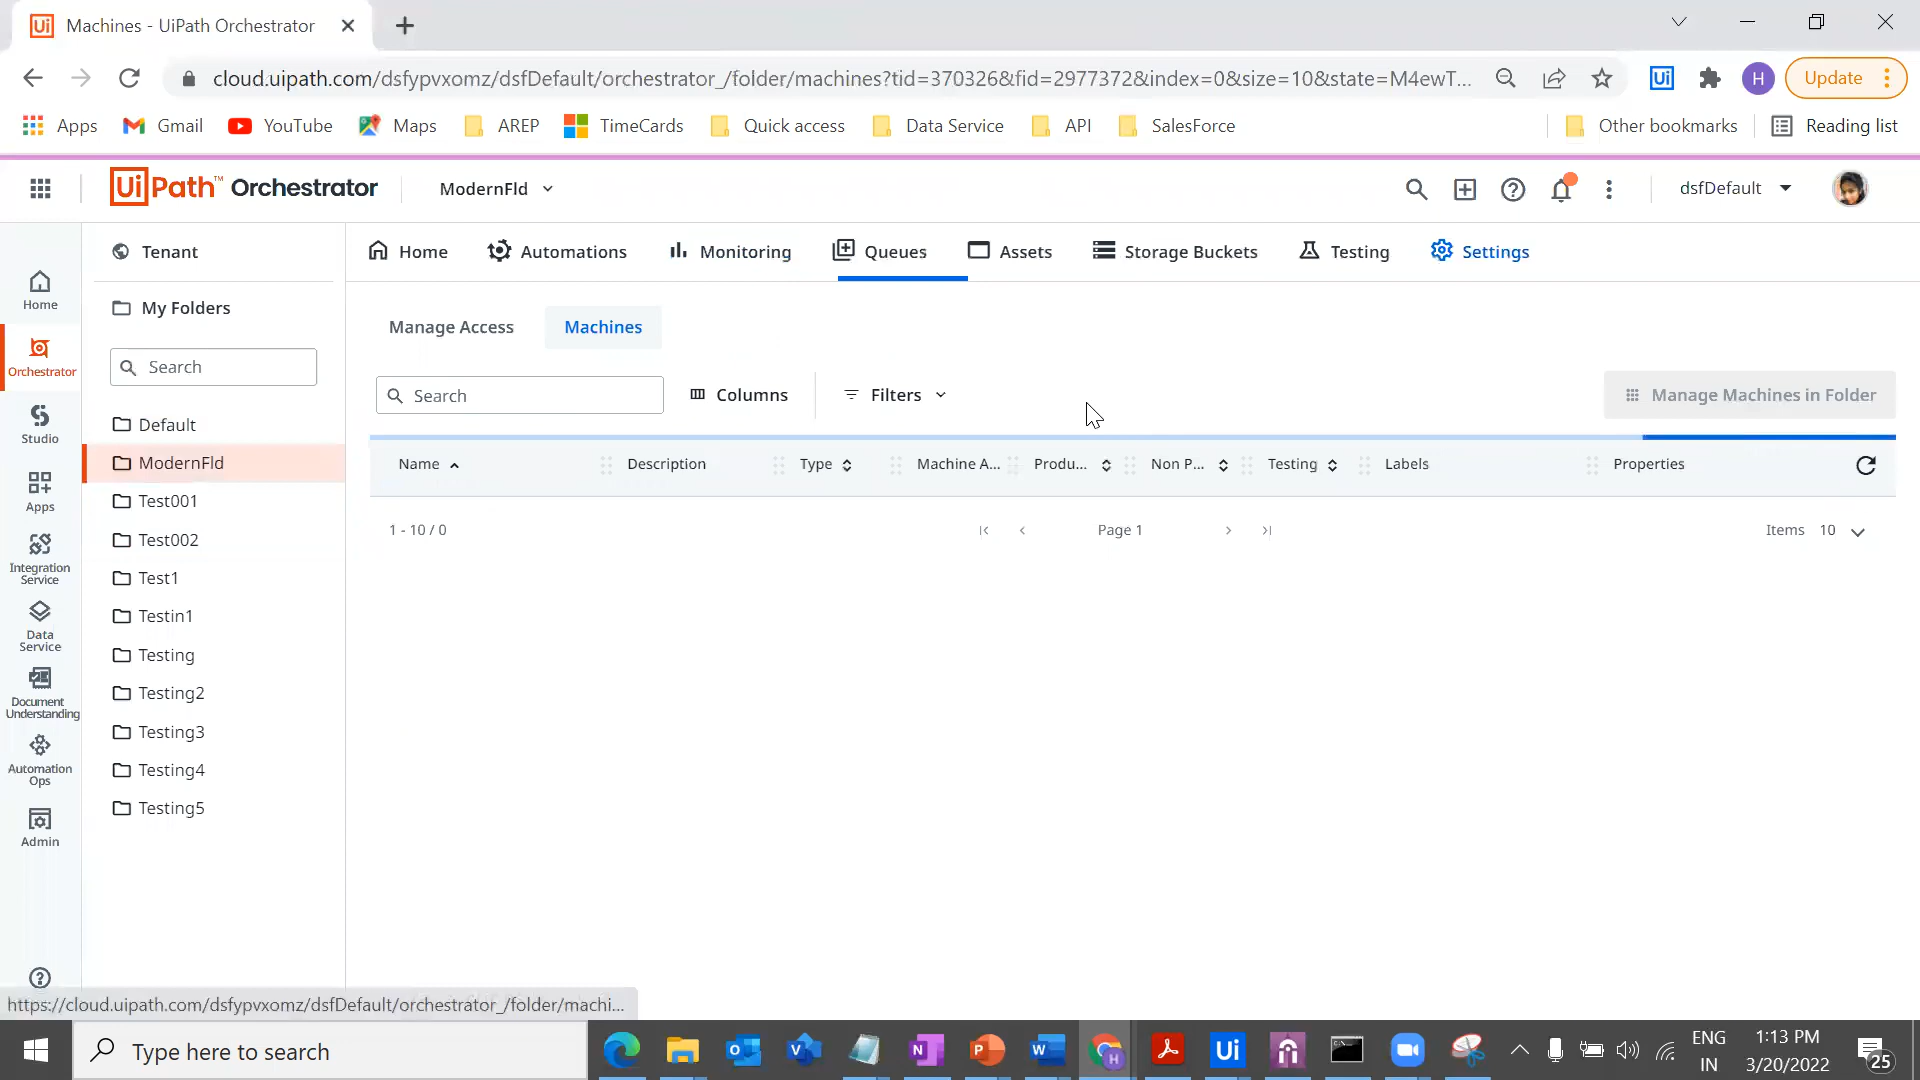 Machines - UiPath Orchestrator
cloud.uipath.com/dsfypvxomz/dsfDefault/orchestrator_/folder/machines?tid=370326&fid=2977372&index=0&size=10&state=M4ewT...
Ui
H
Update
Apps
Gmail
YouTube
Maps
AREP
TimeCards
Quick access
Data Service
API
SalesForce
Other bookmarks
Reading list
UiPath™ Orchestrator
ModernFld
dsfDefault
Home
Orchestrator
Studio
Apps
Integration
Service
Data
Service
Document
Understanding
Automation
Ops
Admin
Tenant
My Folders
Search
Default
ModernFld
Test001
Test002
Test1
Testin1
Testing
Testing2
Testing3
Testing4
Testing5
Home
Automations
Monitoring
Queues
Assets
Storage Buckets
Testing
Settings
Manage Access
Machines
Search
Columns
Filters
Manage Machines in Folder
Name
Description
Type
Machine A...
Produ...
Non P...
Testing
Labels
Properties
1 - 10 / 0
Page 1
Items 10
https://cloud.uipath.com/dsfypvxomz/dsfDefault/orchestrator_/folder/machi...
Type here to search
ENG
IN
1:13 PM
3/20/2022
25